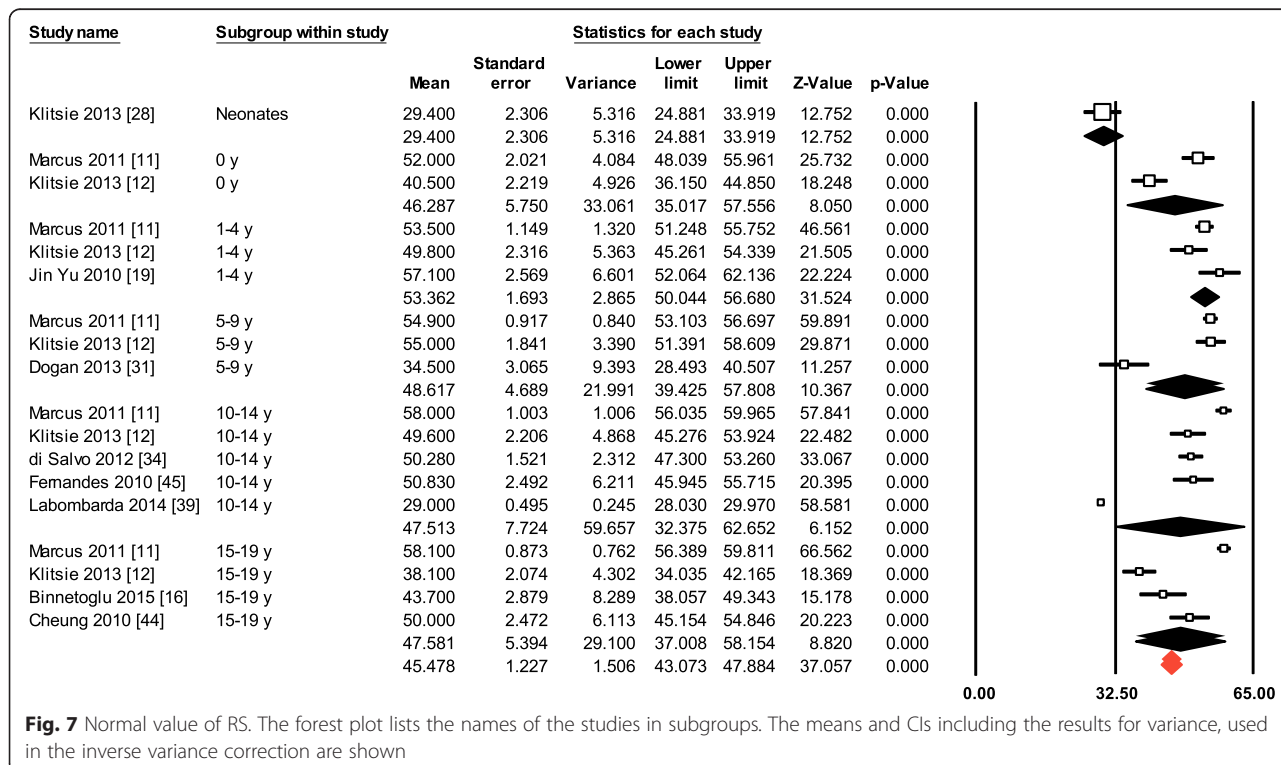 Study name Subgroup within study Statistics for each study
Standard Lower Upper
Mean error Variance limit limit Z-Value p-Value
Klitsie 2013 [28] Neonates 29.400 2.306 5.316 24.881 33.919 12.752 0.000
29.400 2.306 5.316 24.881 33.919 12.752 0.000
Marcus 2011 [11] 0 y 52.000 2.021 4.084 48.039 55.961 25.732 0.000
Klitsie 2013 [12] 0 y 40.500 2.219 4.926 36.150 44.850 18.248 0.000
46.287 5.750 33.061 35.017 57.556 8.050 0.000
Marcus 2011 [11] 1-4 y 53.500 1.149 1.320 51.248 55.752 46.561 0.000
Klitsie 2013 [12] 1-4 y 49.800 2.316 5.363 45.261 54.339 21.505 0.000
Jin Yu 2010 [19] 1-4 y 57.100 2.569 6.601 52.064 62.136 22.224 0.000
53.362 1.693 2.865 50.044 56.680 31.524 0.000
Marcus 2011 [11] 5-9 y 54.900 0.917 0.840 53.103 56.697 59.891 0.000
Klitsie 2013 [12] 5-9 y 55.000 1.841 3.390 51.391 58.609 29.871 0.000
Dogan 2013 [31] 5-9 y 34.500 3.065 9.393 28.493 40.507 11.257 0.000
48.617 4.689 21.991 39.425 57.808 10.367 0.000
Marcus 2011 [11] 10-14 y 58.000 1.003 1.006 56.035 59.965 57.841 0.000
Klitsie 2013 [12] 10-14 y 49.600 2.206 4.868 45.276 53.924 22.482 0.000
di Salvo 2012 [34] 10-14 y 50.280 1.521 2.312 47.300 53.260 33.067 0.000
Fernandes 2010 [45] 10-14 y 50.830 2.492 6.211 45.945 55.715 20.395 0.000
Labombarda 2014 [39] 10-14 y 29.000 0.495 0.245 28.030 29.970 58.581 0.000
47.513 7.724 59.657 32.375 62.652 6.152 0.000
Marcus 2011 [11] 15-19 y 58.100 0.873 0.762 56.389 59.811 66.562 0.000
Klitsie 2013 [12] 15-19 y 38.100 2.074 4.302 34.035 42.165 18.369 0.000
Binnetoglu 2015 [16] 15-19 y 43.700 2.879 8.289 38.057 49.343 15.178 0.000
Cheung 2010 [44] 15-19 y 50.000 2.472 6.113 45.154 54.846 20.223 0.000
47.581 5.394 29.100 37.008 58.154 8.820 0.000
45.478 1.227 1.506 43.073 47.884 37.057 0.000
0.00 32.50 65.00
Fig. 7 Normal value of RS. The forest plot lists the names of the studies in subgroups. The means and CIs including the results for variance, used
in the inverse variance correction are shown